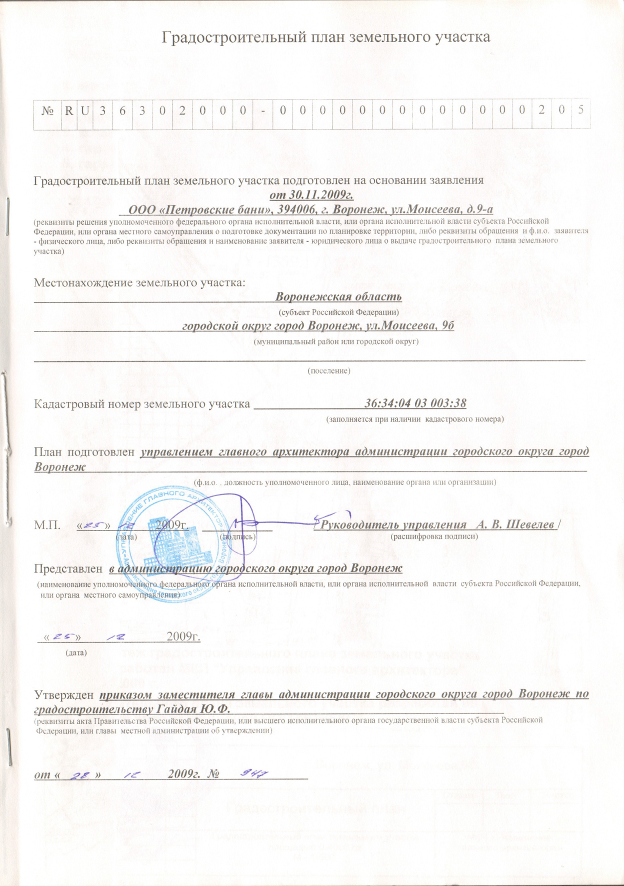 Градостроительный план земельного участка
№ R U 3 6 3 0 2 0 0 0 - 0 0 0 0 0 0 0 0 0 0 0 0 0 2 0 5
Градостроительный план земельного участка подготовлен на основании заявления
от 30.11.2009г.
ООО «Петровские бани», 394006, г. Воронеж, ул.Моисеева, д.9-а
(реквизиты решения уполномоченного федерального органа исполнительной власти, или органа исполнительной власти субъекта Российской
Федерации, или органа местного самоуправления о подготовке документации по планировке территории, либо реквизиты обращения и ф.и.о. заявителя
- физического лица, либо реквизиты обращения и наименование заявителя - юридического лица о выдаче градостроительного плана земельного
участка)
Местонахождение земельного участка:
Воронежская область
(субъект Российской Федерации)
городской округ город Воронеж, ул.Моисеева, 9б
(муниципальный район или городской округ)
(поселение)
Кадастровый номер земельного участка 36:34:04 03 003:38
(заполняется при наличии кадастрового номера)
План подготовлен управлением главного архитектора администрации городского округа город
Воронеж
(ф.и.о. , должность уполномоченного лица, наименование органа или организации)
М.П. «25» 12 2009г. / Руководитель управления А. В. Шевелев /
(дата) (подпись) (расшифровка подписи)
Представлен в администрацию городского округа город Воронеж
(наименование уполномоченного федерального органа исполнительной власти, или органа исполнительной власти субъекта Российской Федерации,
или органа местного самоуправления)
«25» 12 2009г.
(дата)
Утвержден приказом заместителя главы администрации городского округа город Воронеж по
градостроительству Гайдая Ю.Ф.
(реквизиты акта Правительства Российской Федерации, или высшего исполнительного органа государственной власти субъекта Российской
Федерации, или главы местной администрации об утверждении)
от « 28 » 12 2009г. № 947